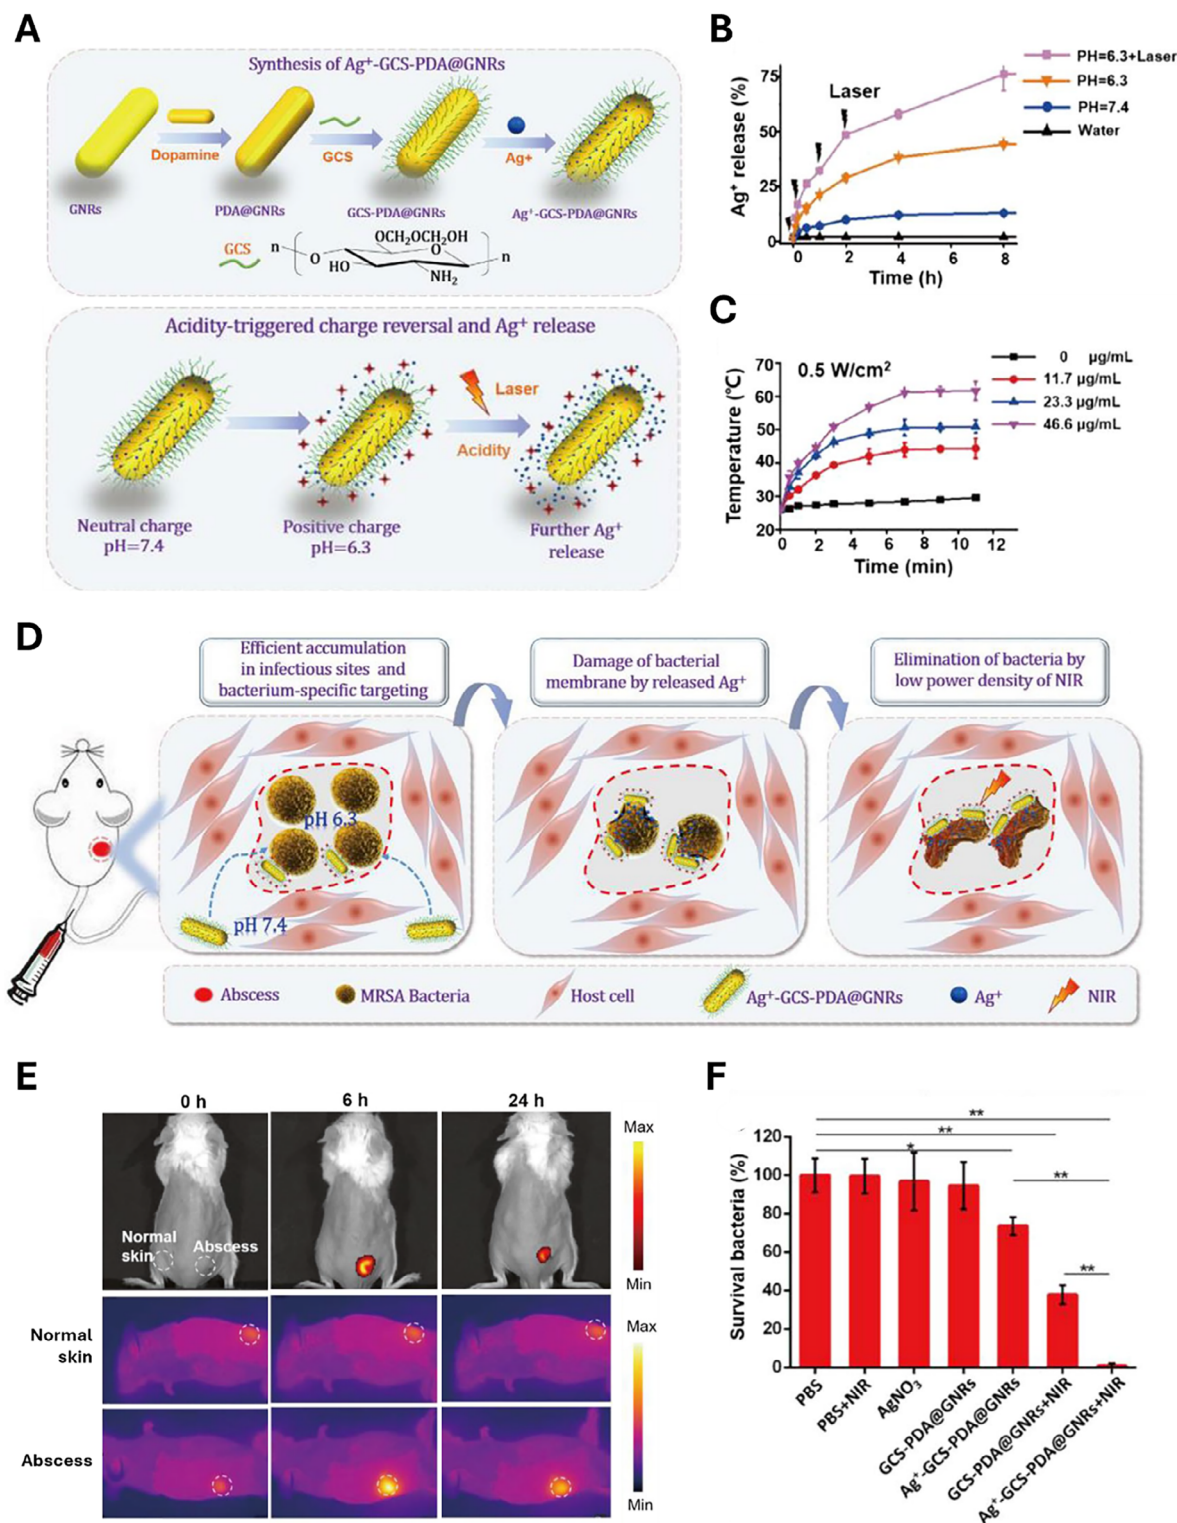 A
Synthesis of Ag⁺-GCS-PDA@GNRs
Dopamine
GCS
Ag+
GNRs
PDA@GNRs
GCS-PDA@GNRs
Ag⁺-GCS-PDA@GNRs
GCS
n
OCH₂OCH₂OH
O
O
HO
NH₂
n
Acidity-triggered charge reversal and Ag⁺ release
Laser
Acidity
Neutral charge
pH=7.4
Positive charge
pH=6.3
Further Ag⁺
release
B
Ag⁺ release (%)
75
50
25
0
Laser
PH=6.3+Laser
PH=6.3
PH=7.4
Water
0 2 4 6 8
Time (h)
C
Temperature (℃)
70
60
50
40
30
20
0.5 W/cm²
0 µg/mL
11.7 µg/mL
23.3 µg/mL
46.6 µg/mL
0 2 4 6 8 10 12
Time (min)
D
Efficient accumulation
in infectious sites and
bacterium-specific targeting
Damage of bacterial
membrane by released Ag⁺
Elimination of bacteria by
low power density of NIR
pH 6.3
pH 7.4
Abscess
MRSA Bacteria
Host cell
Ag⁺-GCS-PDA@GNRs
Ag⁺
NIR
E
0 h
6 h
24 h
Normal
skin
Abscess
Max
Min
Normal
skin
Abscess
Max
Min
F
Survival bacteria (%)
120
100
80
60
40
20
0
**
**
*
**
**
PBS
PBS+NIR
AgNO₃
GCS-PDA@GNRs
Ag⁺-GCS-PDA@GNRs
GCS-PDA@GNRs+NIR
Ag⁺-GCS-PDA@GNRs+NIR